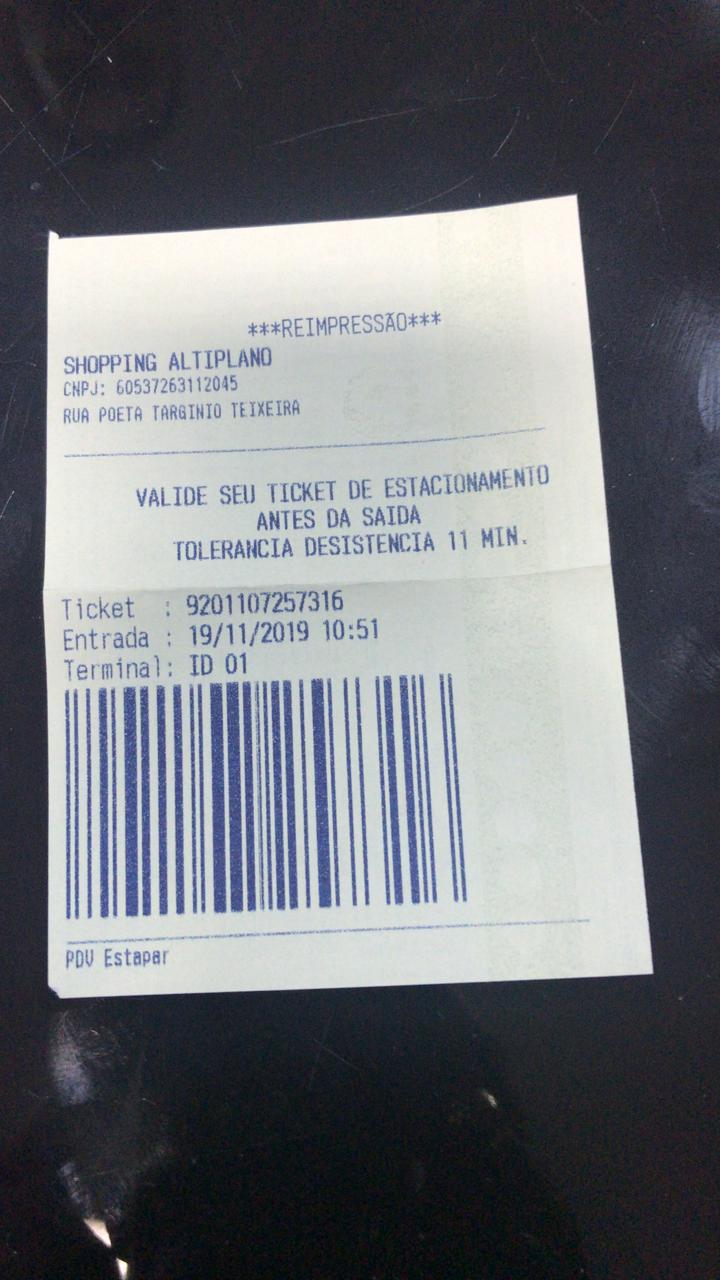 ***REIMPRESSÃO***
SHOPPING ALTIPLANO
CNPJ: 60537263112045
RUA POETA TARGINIO TEIXEIRA
VALIDE SEU TICKET DE ESTACIONAMENTO
ANTES DA SAIDA
TOLERANCIA DESISTENCIA 11 MIN.
Ticket : 9201107257316
Entrada : 19/11/2019 10:51
Terminal: ID 01
PDV Estapar